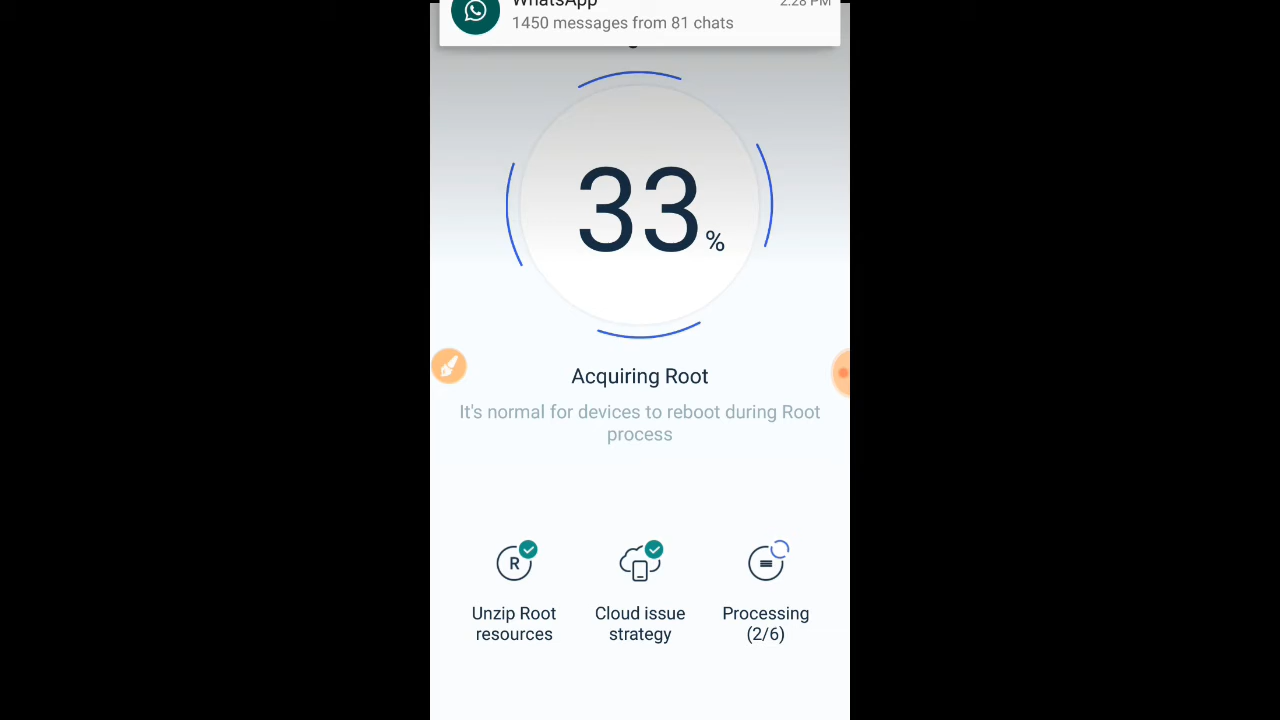 WhatsApp
2:28 PM
1450 messages from 81 chats
33%
Acquiring Root
It's normal for devices to reboot during Root
process
R
Unzip Root
resources
Cloud issue
strategy
Processing
(2/6)